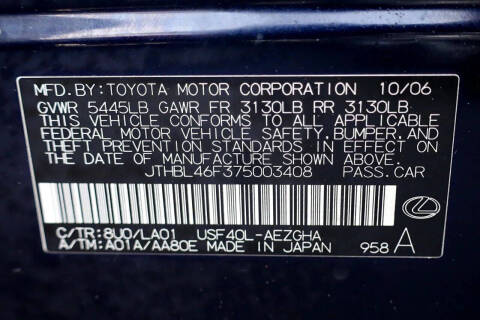 MFD. BY: TOYOTA MOTOR CORPORATION 10/06
GVWR 5445LB GAWR FR 3130LB RR 3130LB
THIS VEHICLE CONFORMS TO ALL APPLICABLE
FEDERAL MOTOR VEHICLE SAFETY, BUMPER, AND
THEFT PREVENTION STANDARDS IN EFFECT ON
THE DATE OF MANUFACTURE SHOWN ABOVE.
JTHBL46F375003408 PASS. CAR
C/TR: 8U0/LA01 USF40L-AEZGHA
A/TM: A01A/AA80E MADE IN JAPAN 958 A